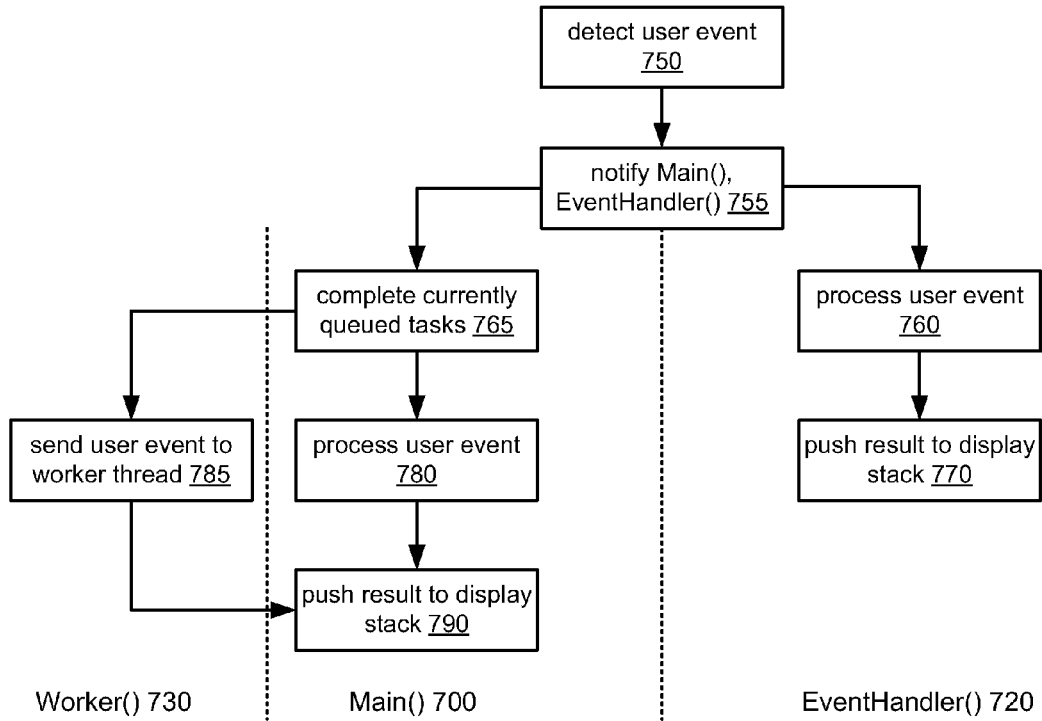 detect user event
750
notify Main(),
EventHandler() 755
complete currently
queued tasks 765
process user event
760
send user event to
worker thread 785
process user event
780
push result to display
stack 770
push result to display
stack 790
Worker() 730
Main() 700
EventHandler() 720